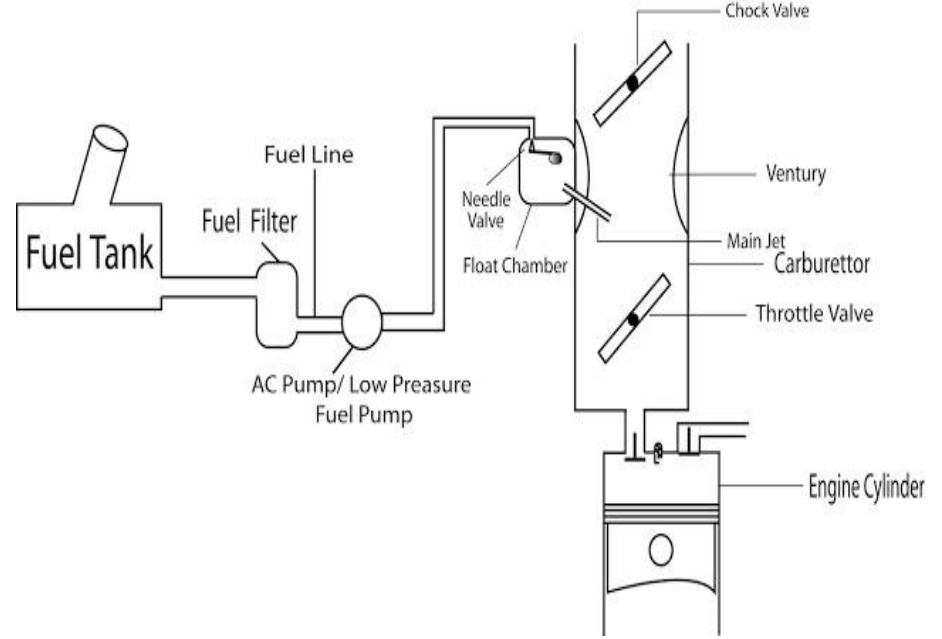 Chock Valve
Fuel Line
Fuel Filter
Needle
Valve
Ventury
Fuel Tank
Float Chamber
Main Jet
Carburettor
Throttle Valve
AC Pump/ Low Preasure
Fuel Pump
Engine Cylinder